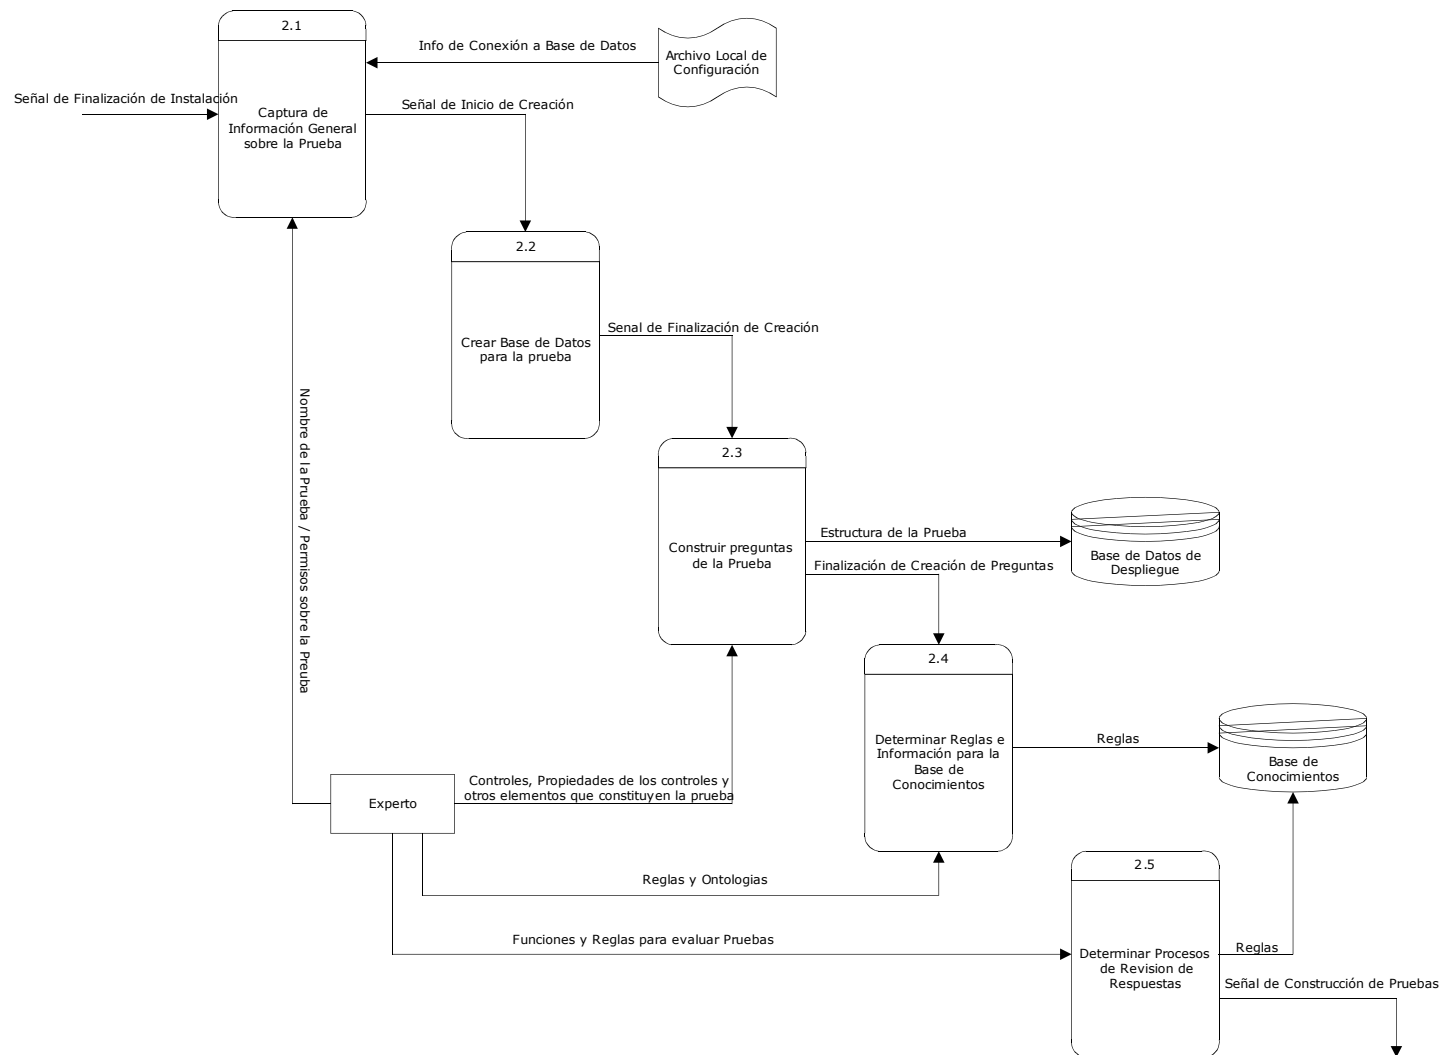 2.1
Info de Conexión a Base de Datos
Archivo Local de
Configuración
Señal de Finalización de Instalación
Captura de
Información General
sobre la Prueba
Señal de Inicio de Creación
2.2
Crear Base de Datos
para la prueba
Senal de Finalización de Creación
Nombre de la Prueba / Permisos sobre la Preuba
2.3
Construir preguntas
de la Prueba
Estructura de la Prueba
Finalización de Creación de Preguntas
Base de Datos de
Despliegue
2.4
Determinar Reglas e
Información para la
Base de
Conocimientos
Reglas
Base de
Conocimientos
Experto
Controles, Propiedades de los controles y
otros elementos que constituyen la prueba
Reglas y Ontologias
Funciones y Reglas para evaluar Pruebas
2.5
Determinar Procesos
de Revision de
Respuestas
Reglas
Señal de Construcción de Pruebas